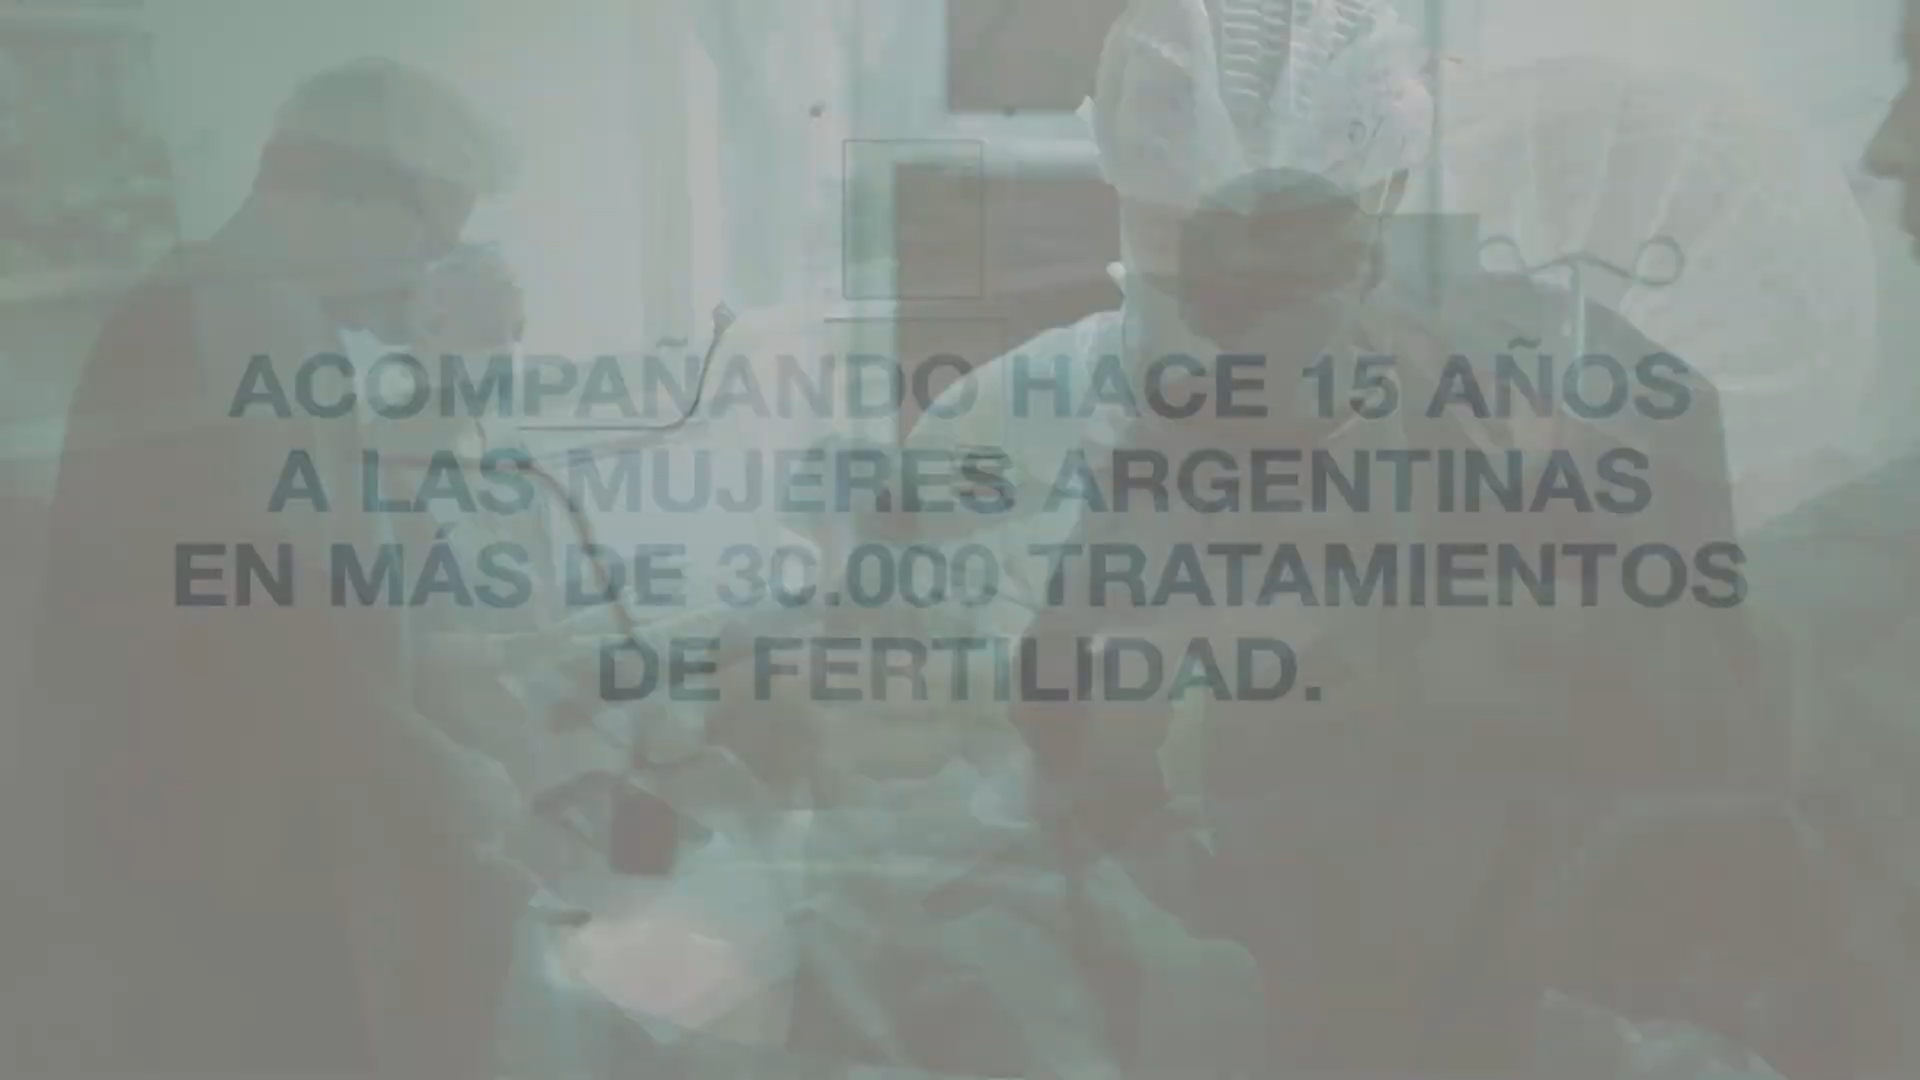 ACOMPAÑANDO HACE 15 AÑOS
A LAS MUJERES ARGENTINAS
EN MÁS DE 30.000 TRATAMIENTOS
DE FERTILIDAD.